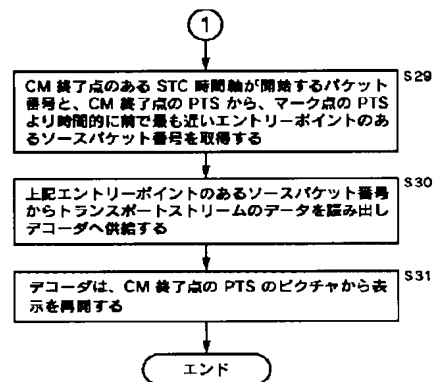 1
S29
CM 終了点のある STC 時間軸が開始するパケット
番号と、CM 終了点の PTS から、マーク点の PTS
より時間的に前で最も近いエントリーポイントのあ
るソースパケット番号を取得する
S30
上記エントリーポイントのあるソースパケット番号
からトランスポートストリームのデータを読み出し
デコーダへ供給する
S31
デコーダは、CM 終了点の PTS のピクチャから表
示を再開する
エンド